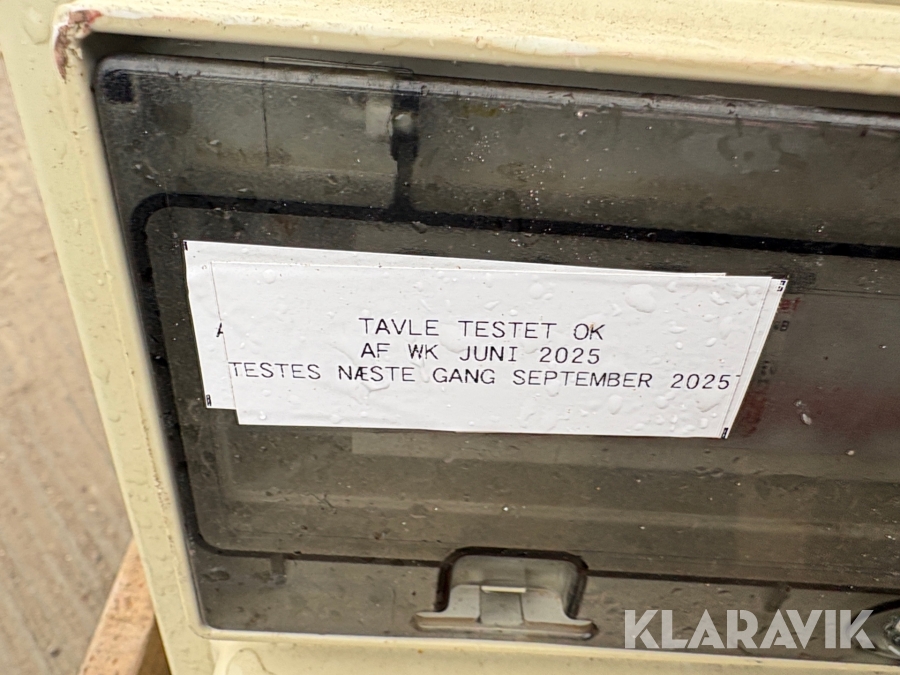 TAVLE TESTET OK
AF WK JUNI 2025
TESTES NÆSTE GANG SEPTEMBER 2025
KLARAVIK